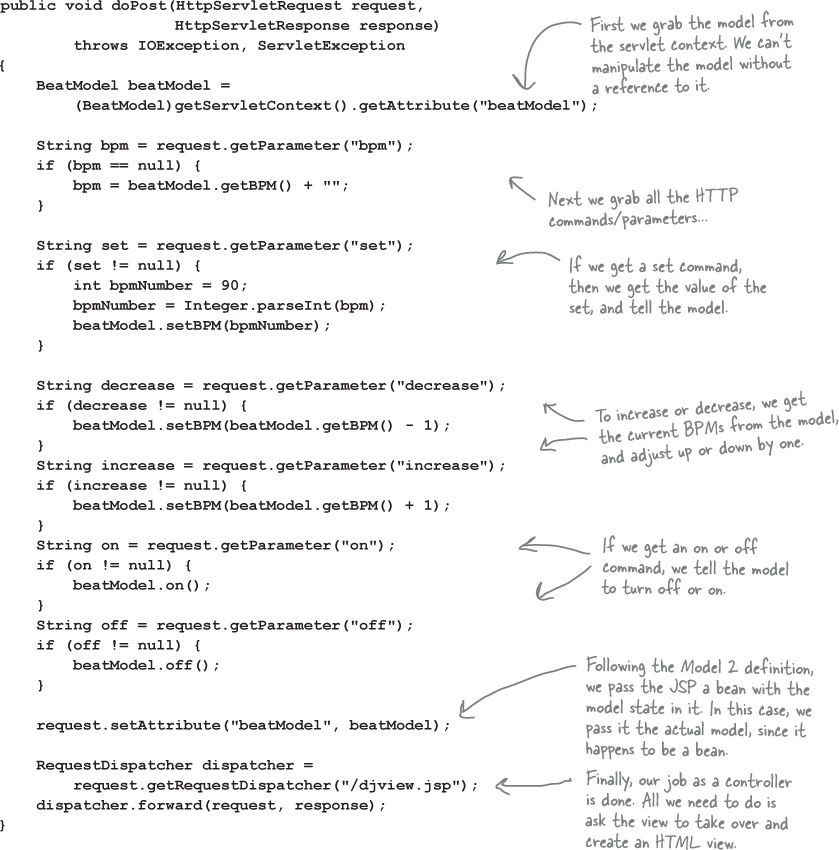 public void doPost(HttpServletRequest request,
HttpServletResponse response)
throws IOException, ServletException
{
BeatModel beatModel =
(BeatModel)getServletContext().getAttribute("beatModel");
First we grab the model from
the servlet context. We can't
manipulate the model without
a reference to it.
String bpm = request.getParameter("bpm");
if (bpm == null) {
bpm = beatModel.getBPM() + "";
}
Next we grab all the HTTP
commands/parameters...
String set = request.getParameter("set");
if (set != null) {
int bpmNumber = 90;
bpmNumber = Integer.parseInt(bpm);
beatModel.setBPM(bpmNumber);
}
If we get a set command,
then we get the value of the
set, and tell the model.
String decrease = request.getParameter("decrease");
if (decrease != null) {
beatModel.setBPM(beatModel.getBPM() - 1);
}
String increase = request.getParameter("increase");
if (increase != null) {
beatModel.setBPM(beatModel.getBPM() + 1);
}
To increase or decrease, we get
the current BPMs from the model,
and adjust up or down by one.
String on = request.getParameter("on");
if (on != null) {
beatModel.on();
}
String off = request.getParameter("off");
if (off != null) {
beatModel.off();
}
If we get an on or off
command, we tell the model
to turn off or on.
request.setAttribute("beatModel", beatModel);
Following the Model 2 definition,
we pass the JSP a bean with the
model state in it. In this case, we
pass it the actual model, since it
happens to be a bean.
RequestDispatcher dispatcher =
request.getRequestDispatcher("/djview.jsp");
dispatcher.forward(request, response);
}
Finally, our job as a controller
is done. All we need to do is
ask the view to take over and
create an HTML view.